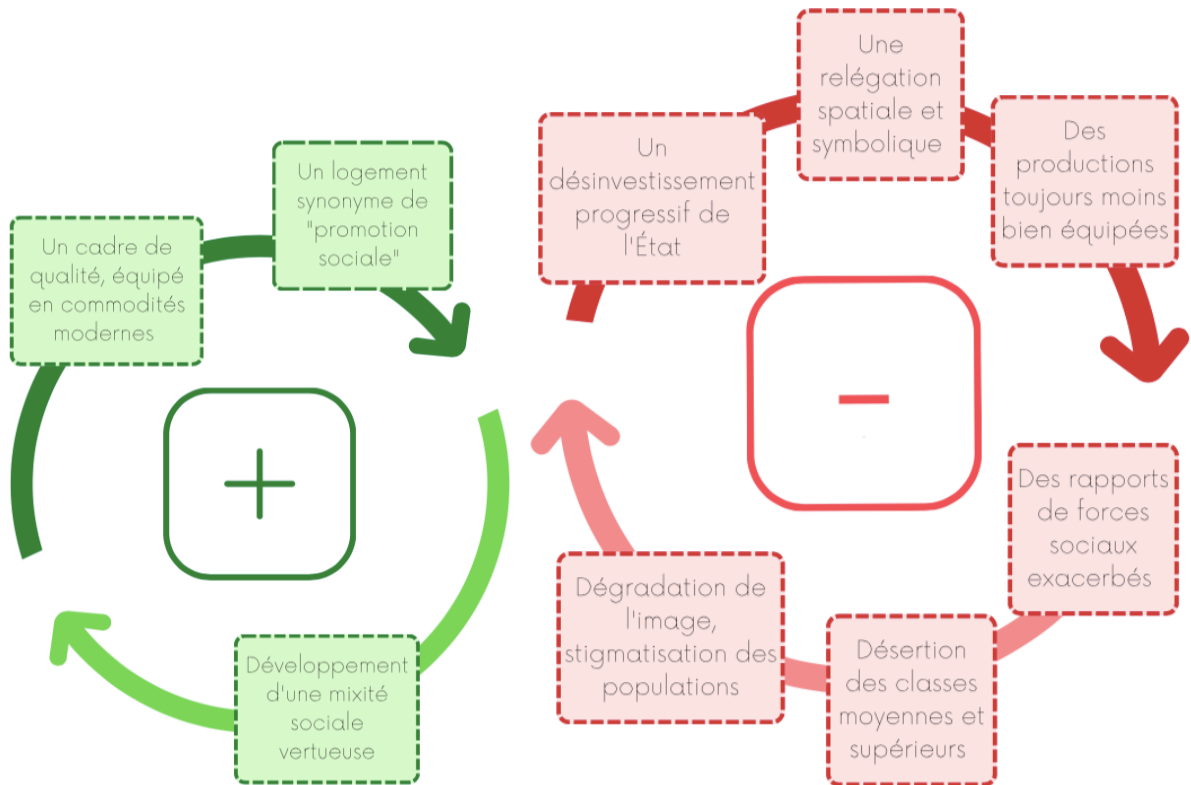 Un cadre de
qualité, équipé
en commodités
modernes
Un logement
synonyme de
"promotion
sociale"
Développement
d'une mixité
sociale
vertueuse
Un
désinvestissement
progressif de
l'État
Une
relégation
spatiale et
symbolique
Des
productions
toujours moins
bien équipées
Des rapports
de forces
sociaux
exacerbés
Désertion
des classes
moyennes et
supérieurs
Dégradation de
l'image,
stigmatisation des
populations